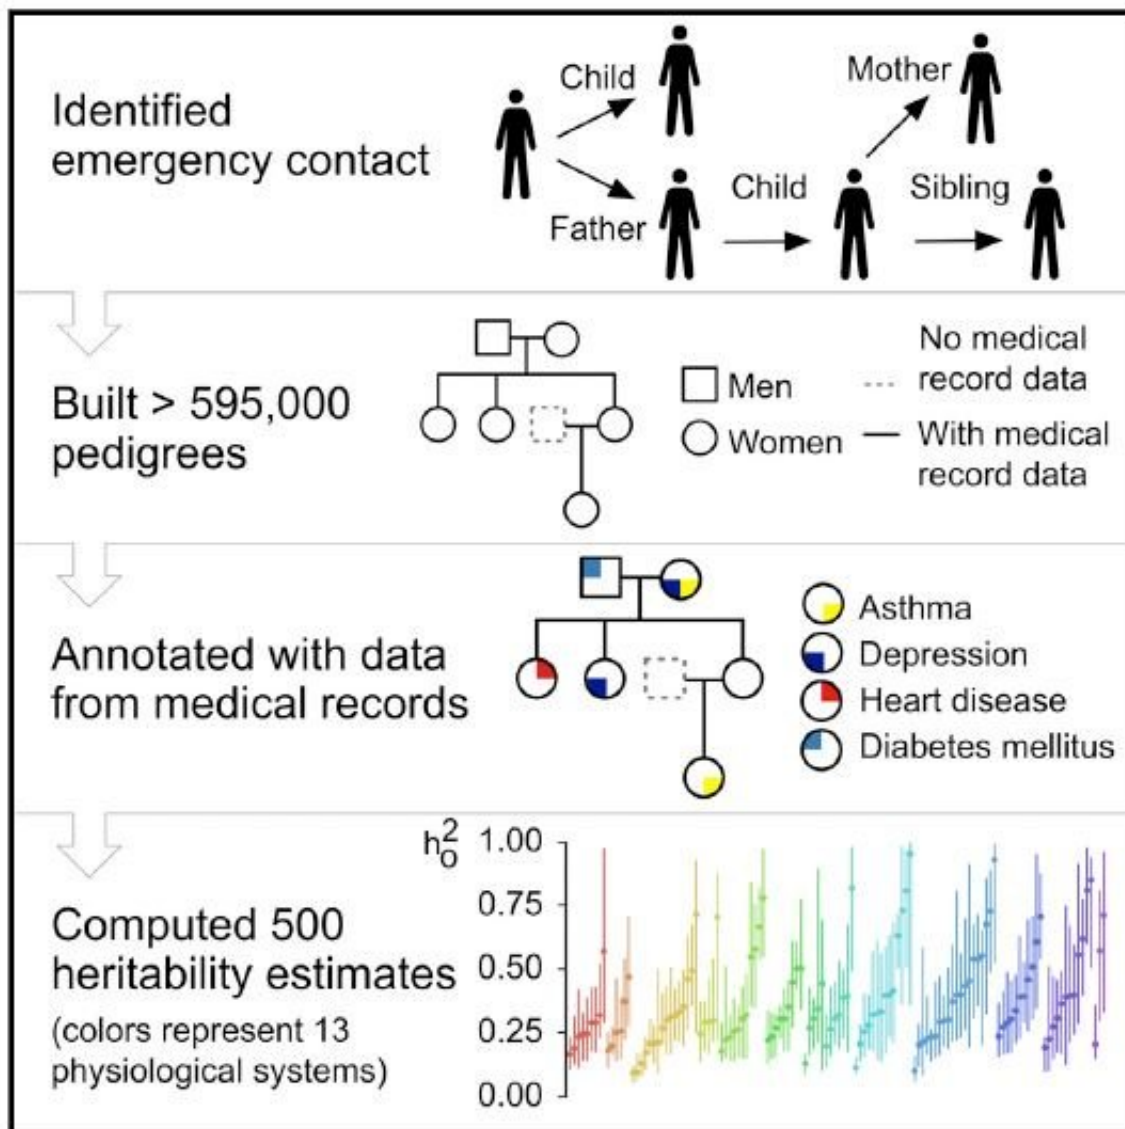 Identified
emergency contact
Child
Mother
Father
Child
Sibling
Built > 595,000
pedigrees
Men
Women
No medical
record data
With medical
record data
Annotated with data
from medical records
Asthma
Depression
Heart disease
Diabetes mellitus
Computed 500
heritability estimates
(colors represent 13
physiological systems)
h²ₒ
1.00
0.75
0.50
0.25
0.00